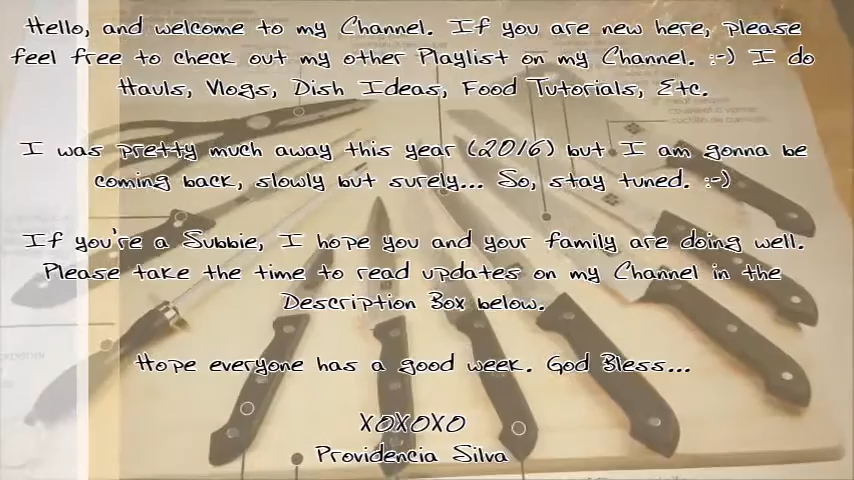 Hello, and welcome to my Channel. If you are new here, please
feel free to check out my other Playlist on my Channel. :-) I do
Hauls, Vlogs, Dish Ideas, Food Tutorials, Etc.
I was pretty much away this year (2016) but I am gonna be
coming back, slowly but surely... So, stay tuned. :-)
If you're a Subbie, I hope you and your family are doing well.
Please take the time to read updates on my Channel in the
Description Box below.
Hope everyone has a good week. God Bless...
XOXOXO
Providencia Silva